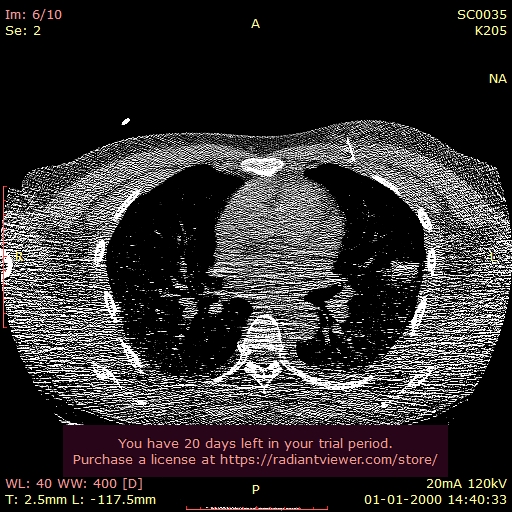 Im: 6/10
Se: 2
A
SC0035
K205
NA
R
L
You have 20 days left in your trial period.
Purchase a license at https://radiantviewer.com/store/
WL: 40 WW: 400 [D]
T: 2.5mm L: -117.5mm
P
20mA 120kV
01-01-2000 14:40:33